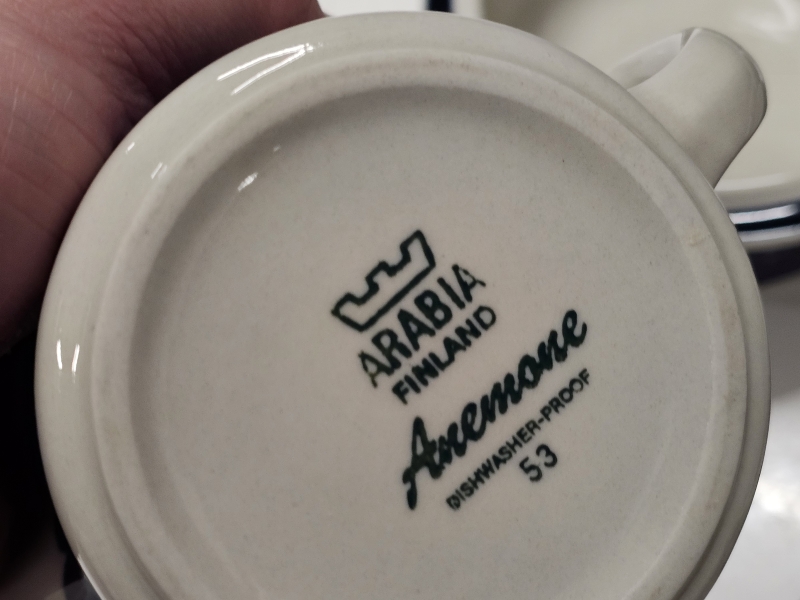 ARABIA
FINLAND
Anemone
DISHWASHER-PROOF
53